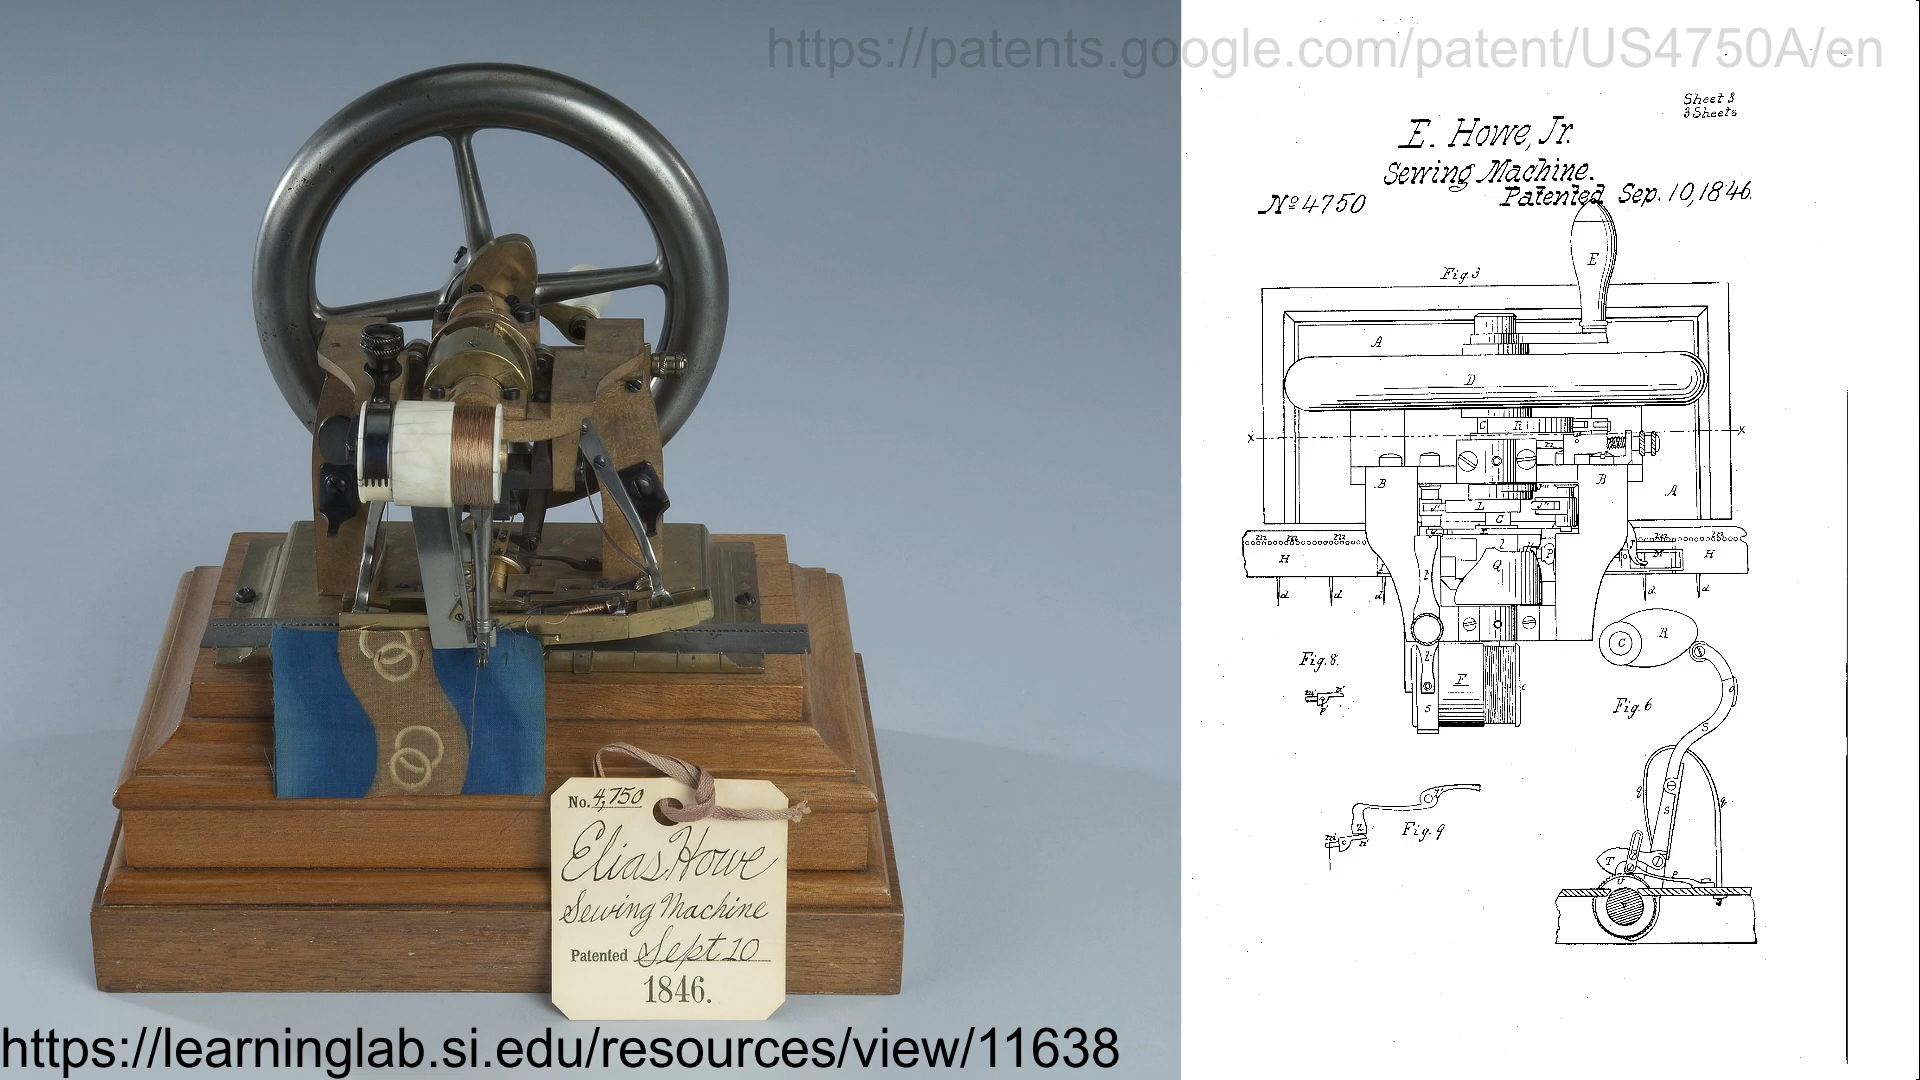 https://patents.google.com/patent/US4750A/en
Sheet 3
3 Sheets
E. Howe, Jr.
Sewing Machine.
Nº 4750
Patented Sep. 10, 1846.
Fig. 3
E
A
D
X
C
R
X
B
B
A
L
C
H
Q
P
M
H
d
d
d
d
d
F
S
Fig. 8.
Fig. 6
C
R
S
S
T
Fig. 9
No. 4,750
Elias Howe
Sewing Machine
Patented Sept 10
1846.
https://learninglab.si.edu/resources/view/11638